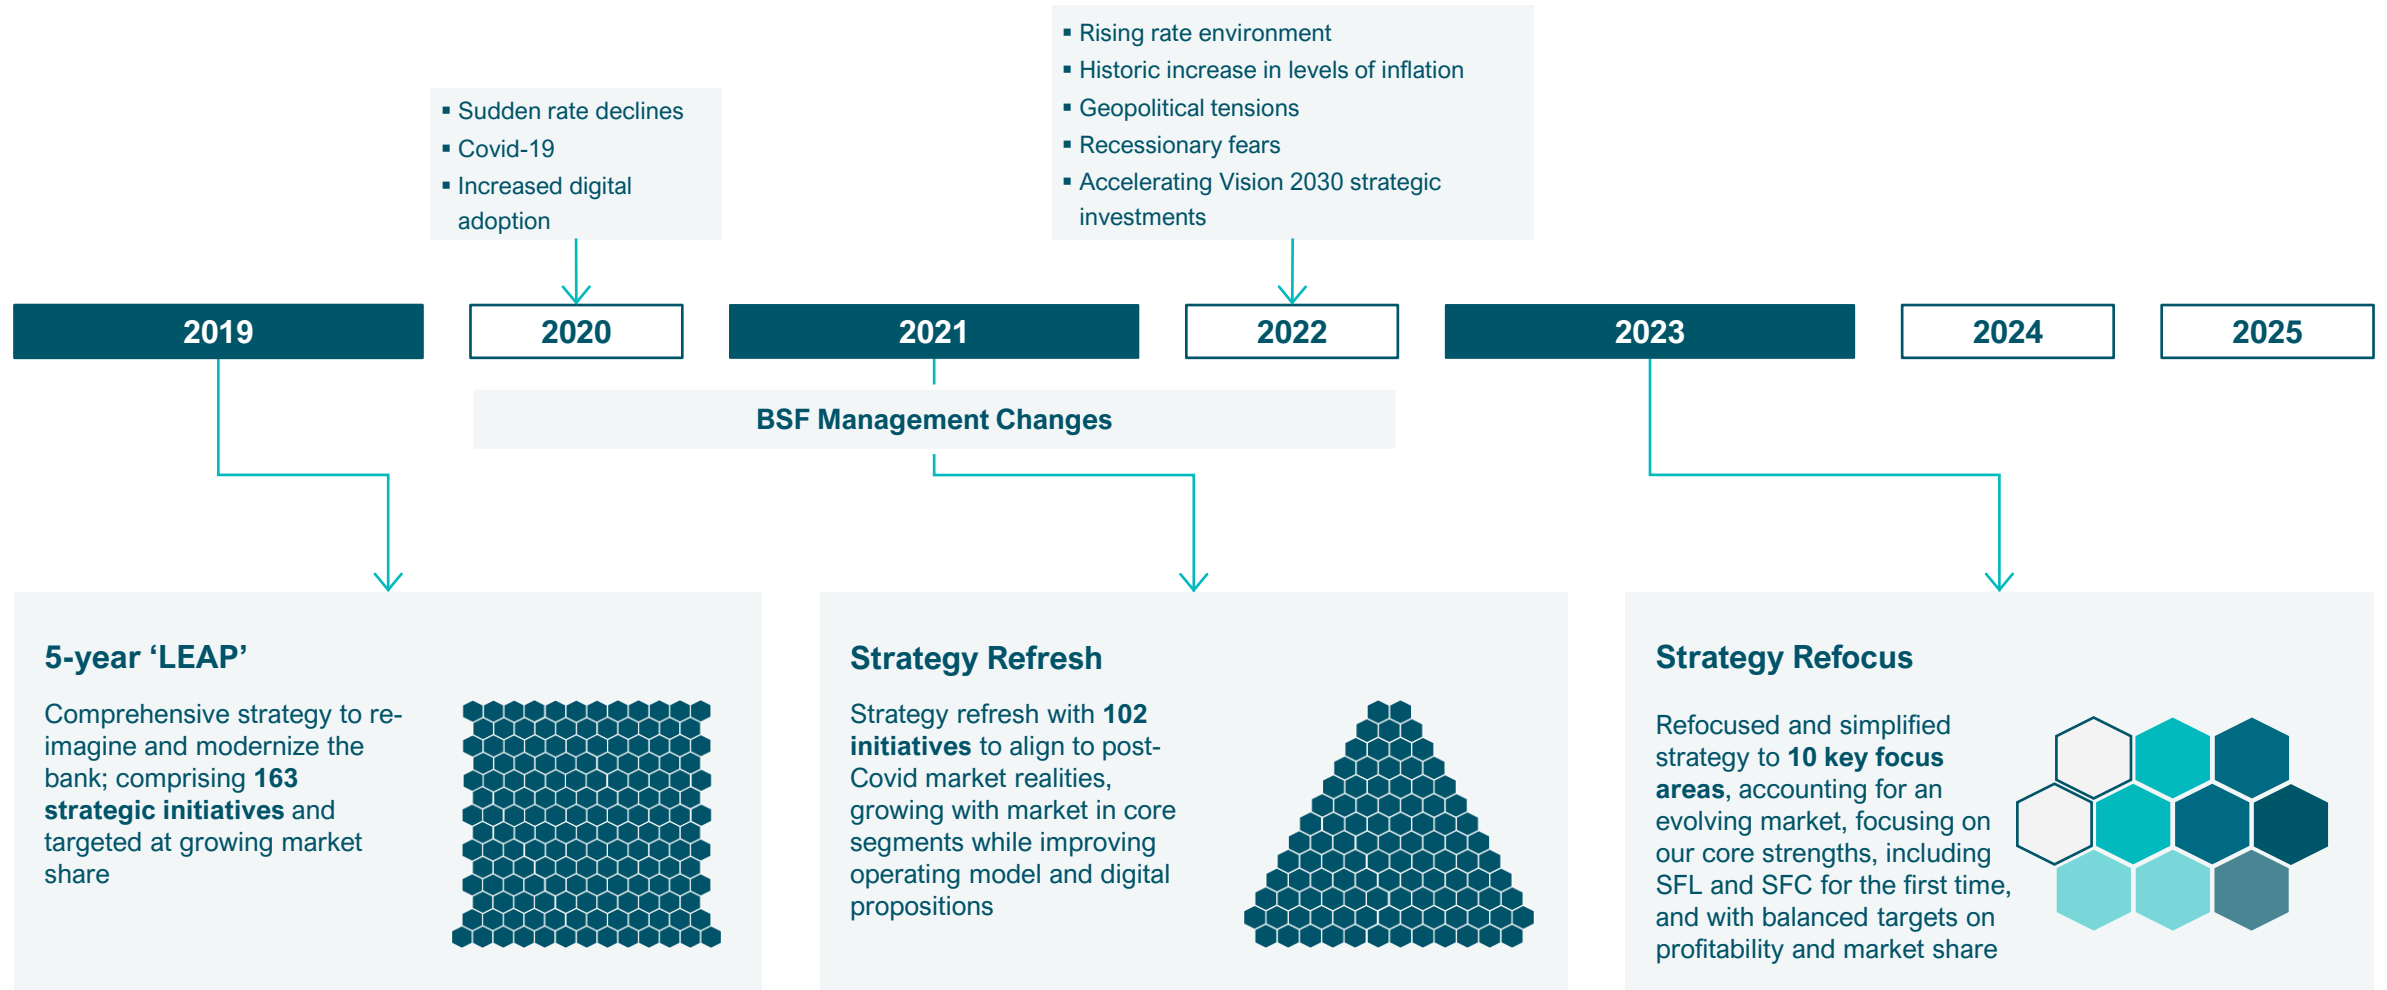 ▪ Sudden rate declines
▪ Covid-19
▪ Increased digital
adoption
▪ Rising rate environment
▪ Historic increase in levels of inflation
▪ Geopolitical tensions
▪ Recessionary fears
▪ Accelerating Vision 2030 strategic
investments
2019
2020
2021
2022
2023
2024
2025
BSF Management Changes
5-year ‘LEAP’
Comprehensive strategy to re-
imagine and modernize the
bank; comprising 163
strategic initiatives and
targeted at growing market
share
Strategy Refresh
Strategy refresh with 102
initiatives to align to post-
Covid market realities,
growing with market in core
segments while improving
operating model and digital
propositions
Strategy Refocus
Refocused and simplified
strategy to 10 key focus
areas, accounting for an
evolving market, focusing on
our core strengths, including
SFL and SFC for the first time,
and with balanced targets on
profitability and market share